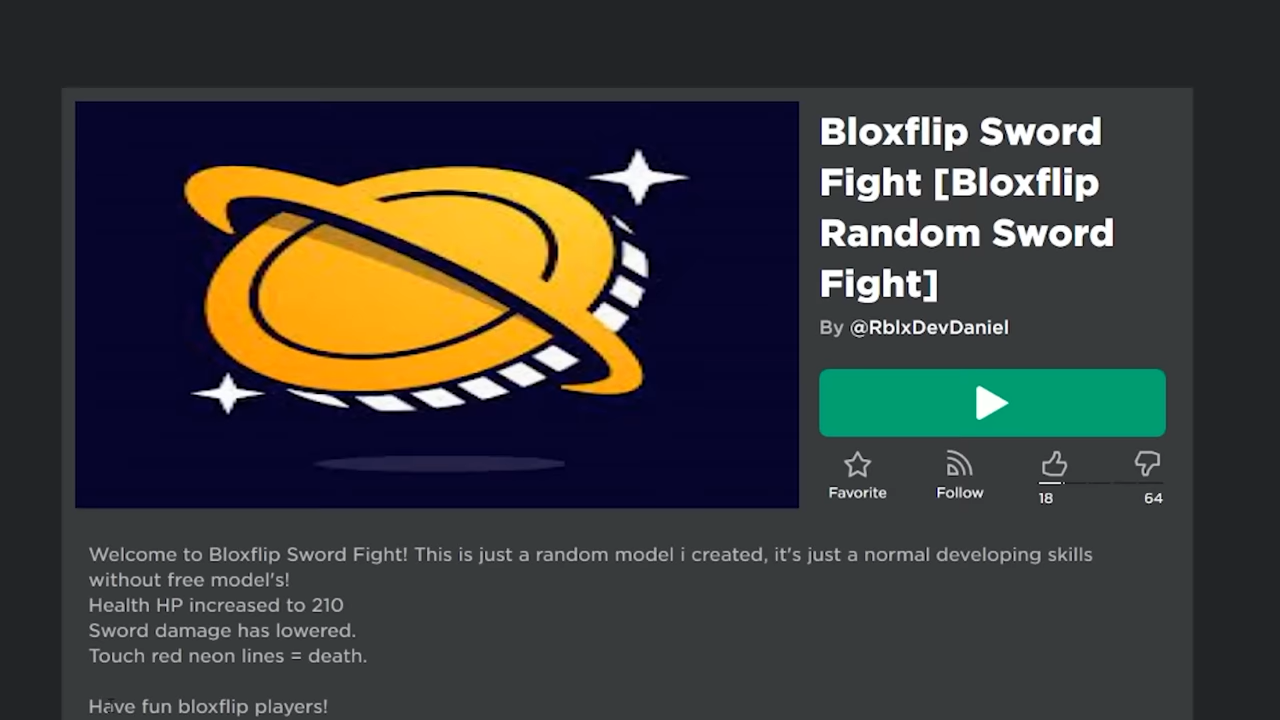 Bloxflip Sword
Fight [Bloxflip
Random Sword
Fight]
By @RblxDevDaniel
Favorite
Follow
18
64
Welcome to Bloxflip Sword Fight! This is just a random model i created, it's just a normal developing skills
without free model's!
Health HP increased to 210
Sword damage has lowered.
Touch red neon lines = death.
Have fun bloxflip players!